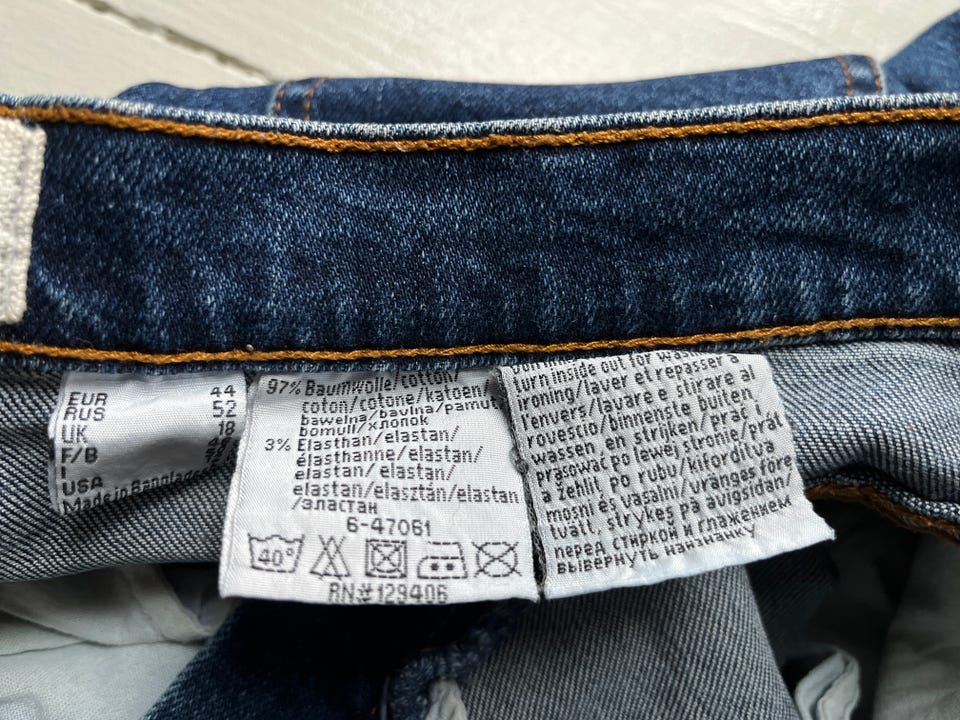 EUR 44
RUS 52
UK 18
F/B
I
USA
Made in Bangladesh
97% Baumwolle/cotton/
coton/cotone/katoen/
bawełna/bavlna/pamut/
bomull/хлопок
3% Elasthan/elastan/
élasthanne/elastan/
elastan/elastan/
elastan/elasztán/elastan
/эластан
6-47061
40°
RN#129406
turn inside out for
ironing/laver et repasser à
l'envers/lavare e stirare al
rovescio/binnenste buiten
wassen en strijken/prać i
prasować po lewej stronie/prát
a žehlit po rubu/kifordítva
mosni és vasalni/vranges före
tvätt, strykes på avigsidan/
перед стиркой и глажением
вывернуть наизнанку